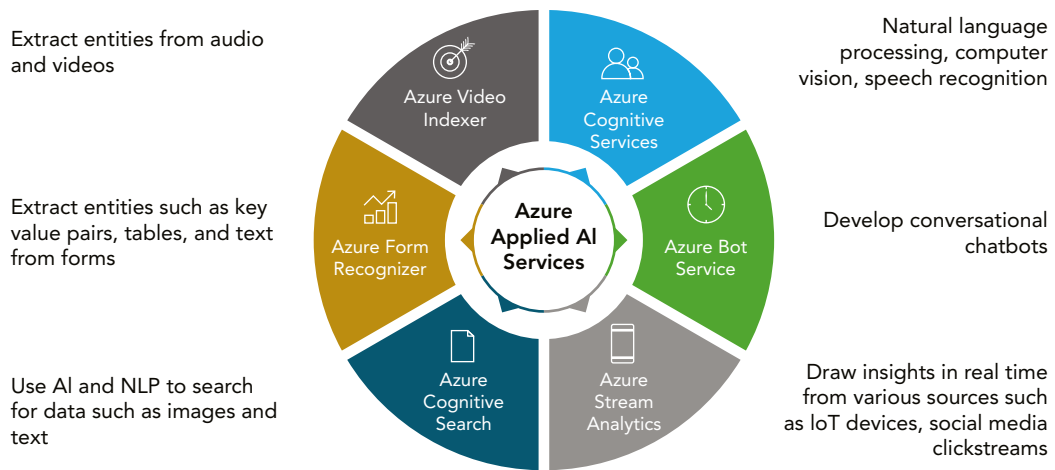 Extract entities from audio
and videos
Azure Video
Indexer
Azure
Cognitive
Services
Natural language
processing, computer
vision, speech recognition
Extract entities such as key
value pairs, tables, and text
from forms
Azure Form
Recognizer
Azure
Applied AI
Services
Azure Bot
Service
Develop conversational
chatbots
Use AI and NLP to search
for data such as images and
text
Azure
Cognitive
Search
Azure
Stream
Analytics
Draw insights in real time
from various sources such
as IoT devices, social media
clickstreams